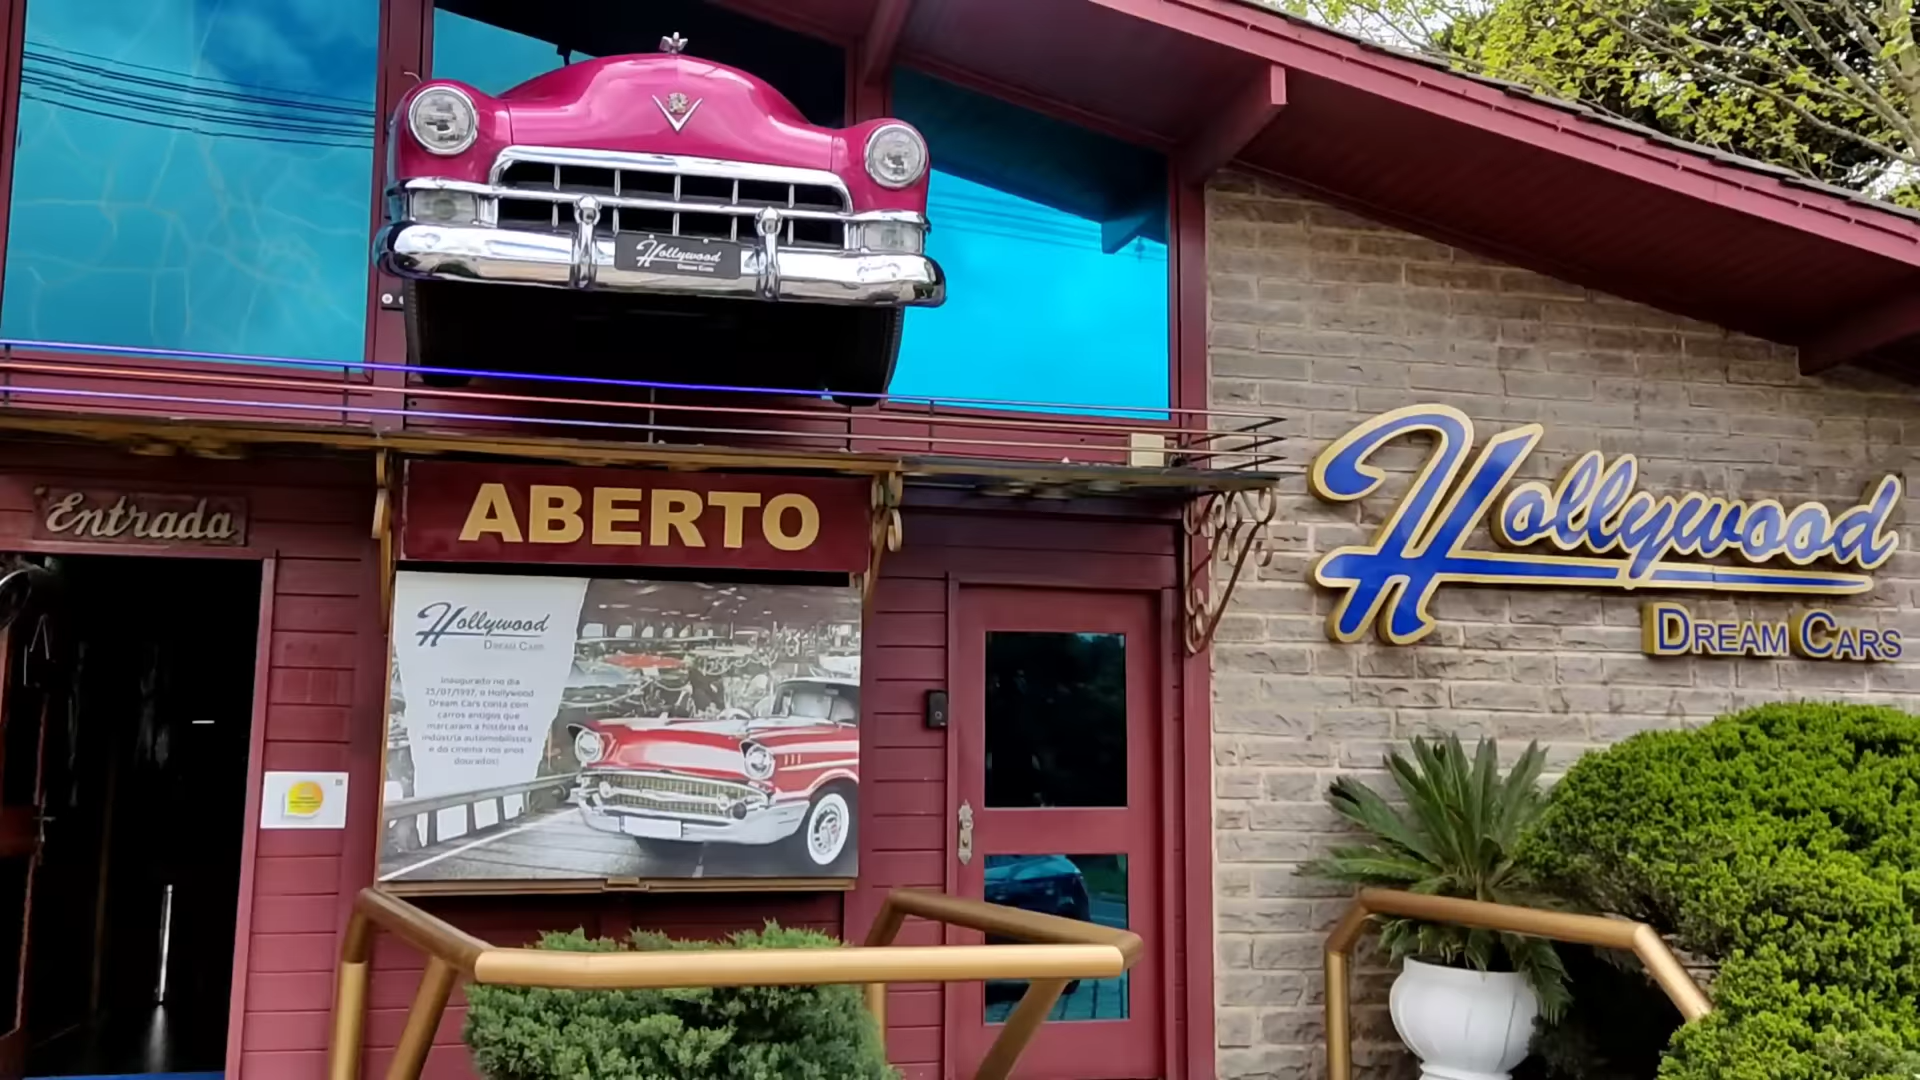 Hollywood
DREAM CARS
Entrada
ABERTO
Hollywood
DREAM CARS
Inaugurado no dia
25/07/1997, o Hollywood
Dream Cars conta com
carros antigos que
marcaram a história da
indústria automobilística
e do cinema nos anos
dourados!
Hollywood
DREAM CARS